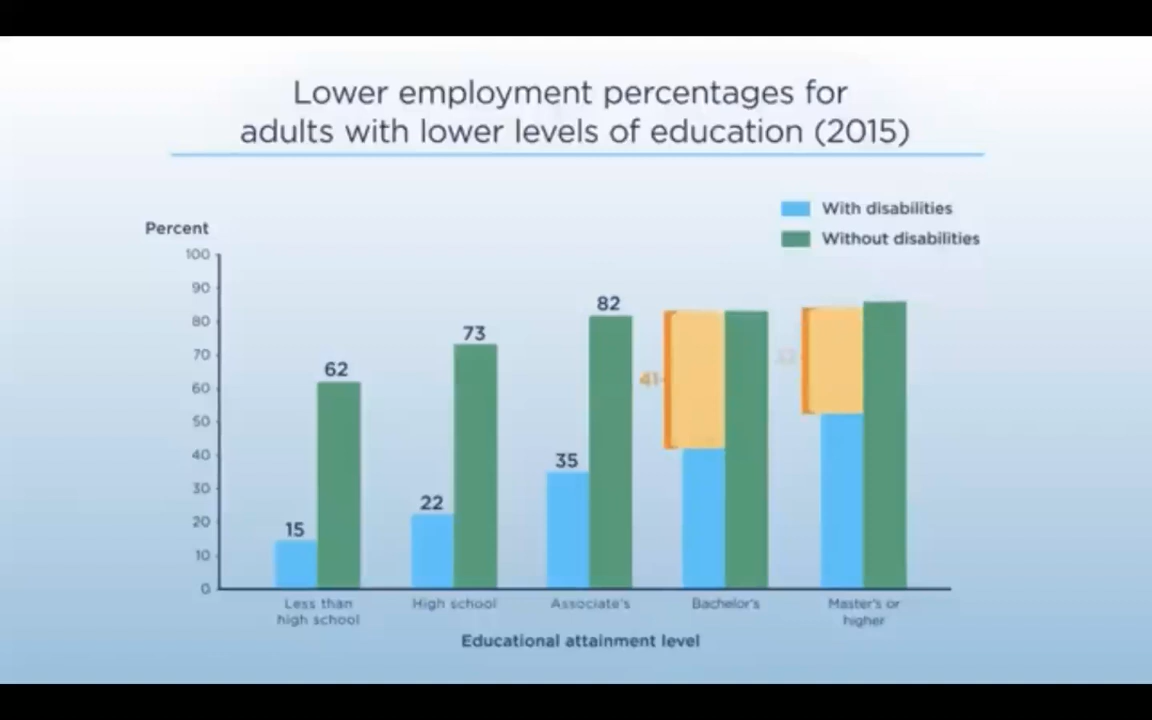 Lower employment percentages for
adults with lower levels of education (2015)
With disabilities
Without disabilities
Percent
100
90
80
70
60
50
40
30
20
10
0
15
62
22
73
35
82
41
Less than
high school
High school
Associate's
Bachelor's
Master's or
higher
Educational attainment level